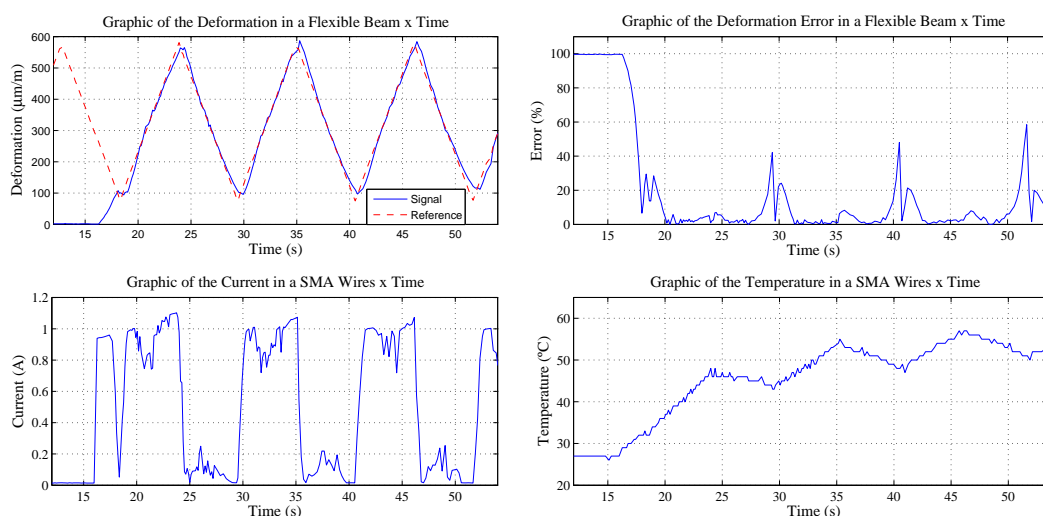 Graphic of the Deformation in a Flexible Beam x Time
600
500
400
300
200
100
0
Deformation (μm/m)
15 20 25 30 35 40 45 50
Time (s)
Signal
Reference
Graphic of the Deformation Error in a Flexible Beam x Time
100
80
60
40
20
0
Error (%)
15 20 25 30 35 40 45 50
Time (s)
Graphic of the Current in a SMA Wires x Time
1.2
1
0.8
0.6
0.4
0.2
0
Current (A)
15 20 25 30 35 40 45 50
Time (s)
Graphic of the Temperature in a SMA Wires x Time
60
50
40
30
20
Temperature (ºC)
15 20 25 30 35 40 45 50
Time (s)